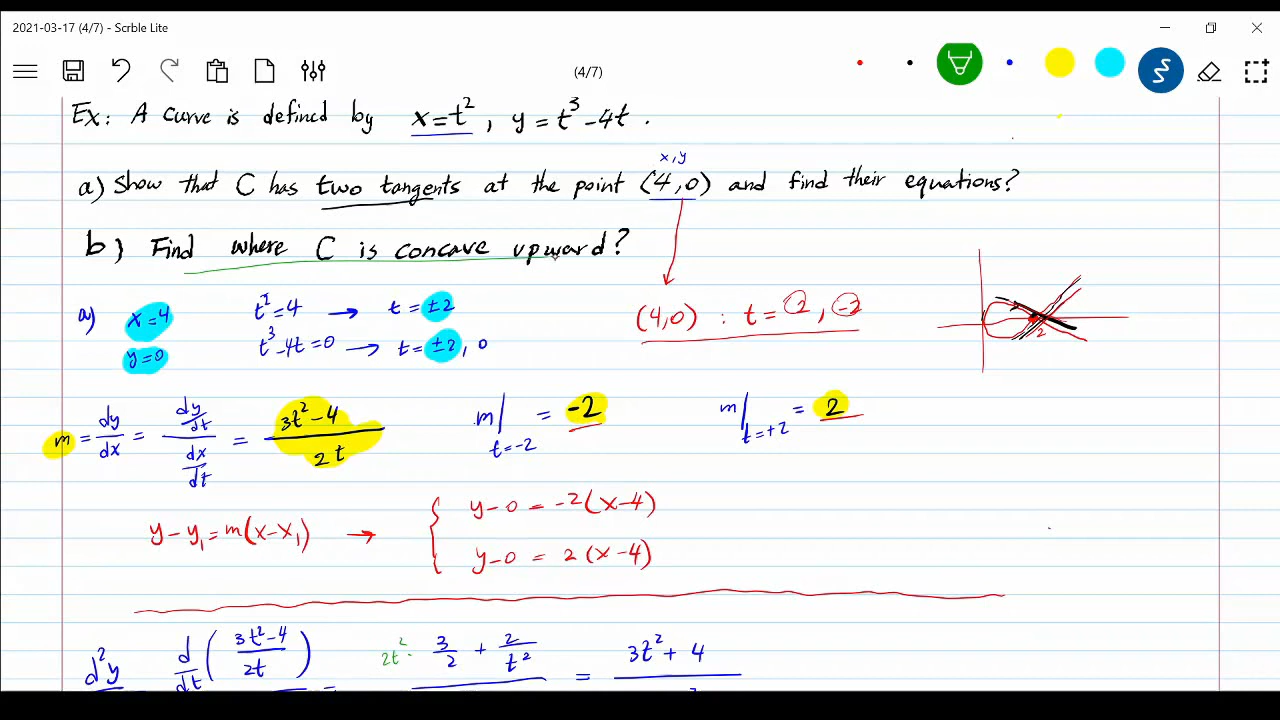 2021-03-17 (4/7) - Scrble Lite
(4/7)
Ex: A curve is defined by x=t², y = t³-4t.
x,y
a) Show that C has two tangents at the point (4,0) and find their equations?
b) Find where C is concave upward?
a) x=4 t²=4 → t=±2
y=0 t³-4t=0 → t=±2, 0
(4,0) : t=2, -2
2
m = dy/dx = (dy/dt)/(dx/dt) = (3t²-4)/(2t) m|t=-2 = -2 m|t=+2 = 2
y-y₁=m(x-x₁) → { y-0 = -2(x-4)
y-0 = 2(x-4)
d²y d/dt((3t²-4)/(2t)) = 2t²· 3/2 + 2/t² = 3t²+4